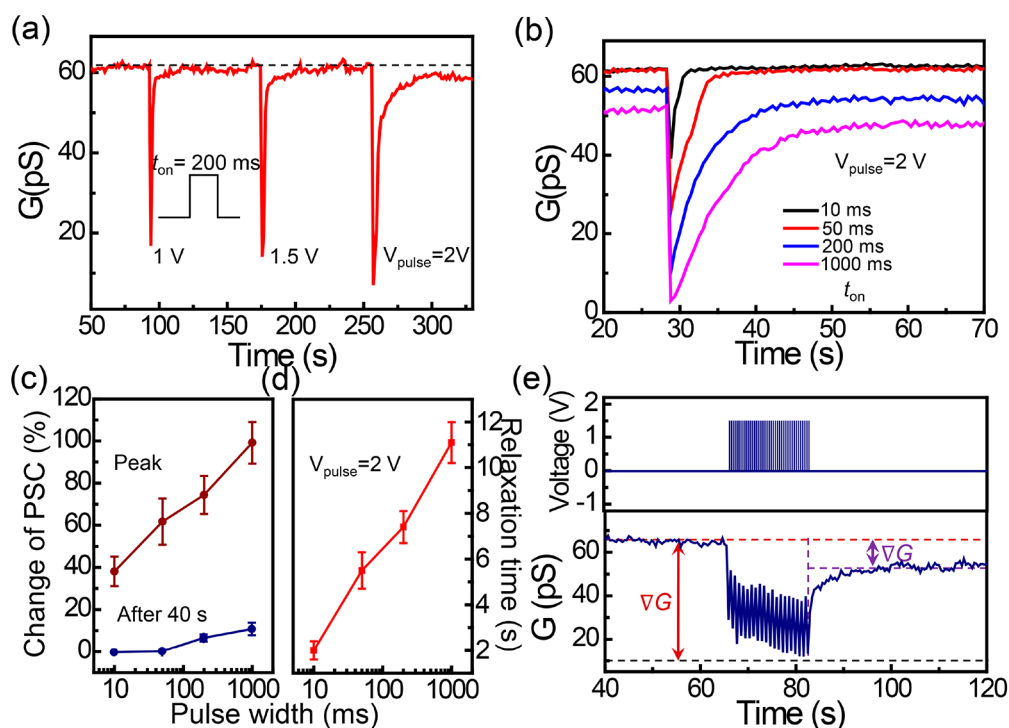 (a)
G(pS)
60
40
20
0
t_on= 200 ms
1 V
1.5 V
V_pulse=2V
50 100 150 200 250 300
Time (s)
(b)
G(pS)
60
40
20
0
V_pulse=2 V
10 ms
50 ms
200 ms
1000 ms
t_on
20 30 40 50 60 70
Time (s)
(c)
Change of PSC (%)
120
100
80
60
40
20
0
Peak
After 40 s
10 100 1000
Pulse width (ms)
(d)
V_pulse=2 V
12
10
8
6
4
2
Relaxation time (s)
10 100 1000
(e)
Voltage (V)
2
1
0
-1
G (pS)
80
60
40
20
∇G
∇G
40 60 80 100 120
Time (s)